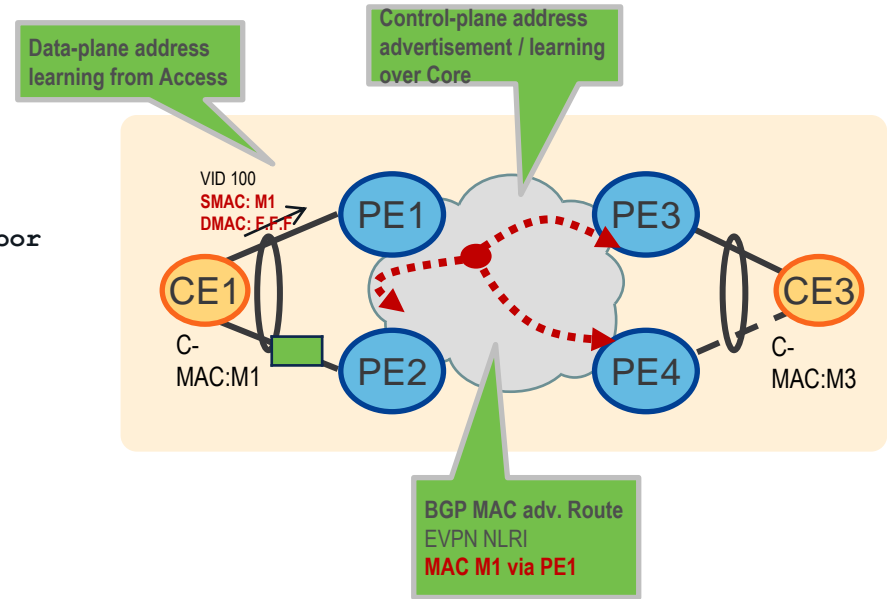 Data-plane address
learning from Access
Control-plane address
advertisement / learning
over Core
VID 100
SMAC: M1
DMAC: F.F.F
oor
PE1
PE3
CE1
CE3
C-
MAC:M1
PE2
PE4
C-
MAC:M3
BGP MAC adv. Route
EVPN NLRI
MAC M1 via PE1